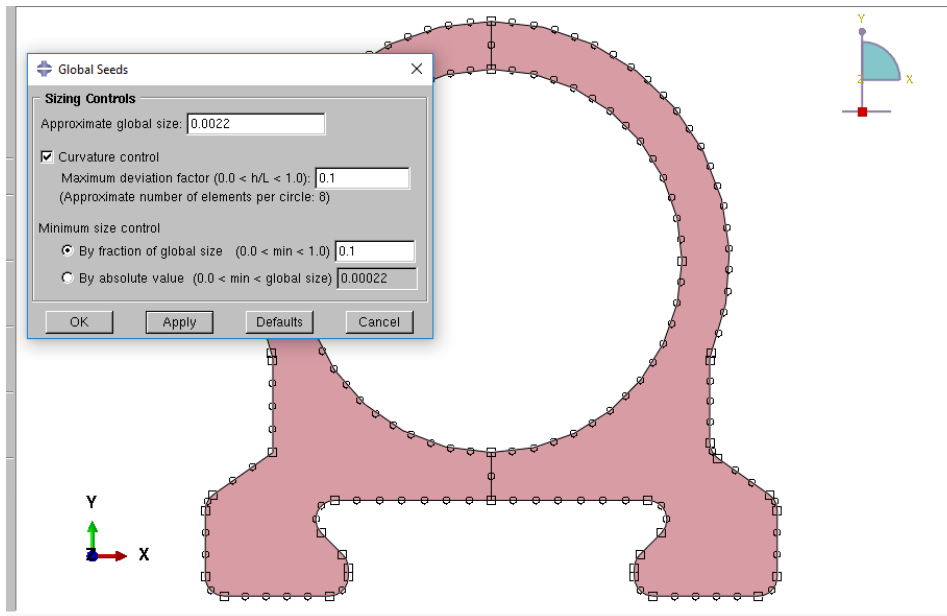 Global Seeds
Sizing Controls
Approximate global size: 0.0022
Curvature control
Maximum deviation factor (0.0 < h/L < 1.0): 0.1
(Approximate number of elements per circle: 8)
Minimum size control
By fraction of global size (0.0 < min < 1.0) 0.1
By absolute value (0.0 < min < global size) 0.00022
OK Apply Defaults Cancel
Y
Z X
Y
Z X